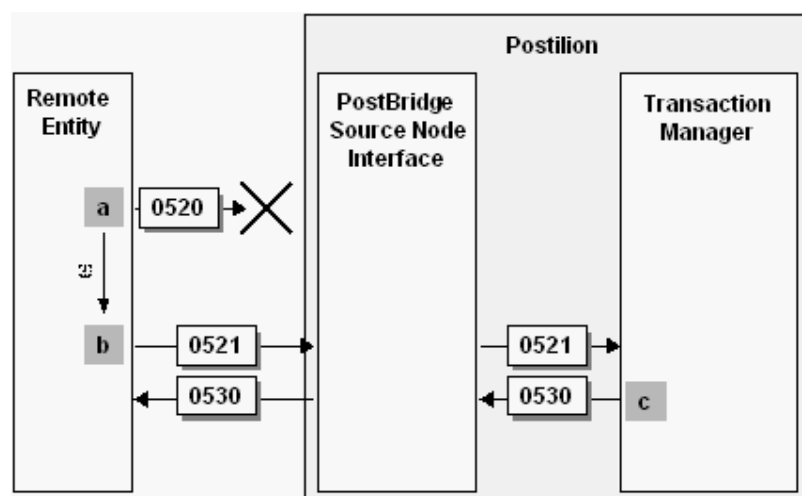 Postilion
Remote
Entity
PostBridge
Source Node
Interface
Transaction
Manager
a
0520
b
0521
0521
0530
0530
c